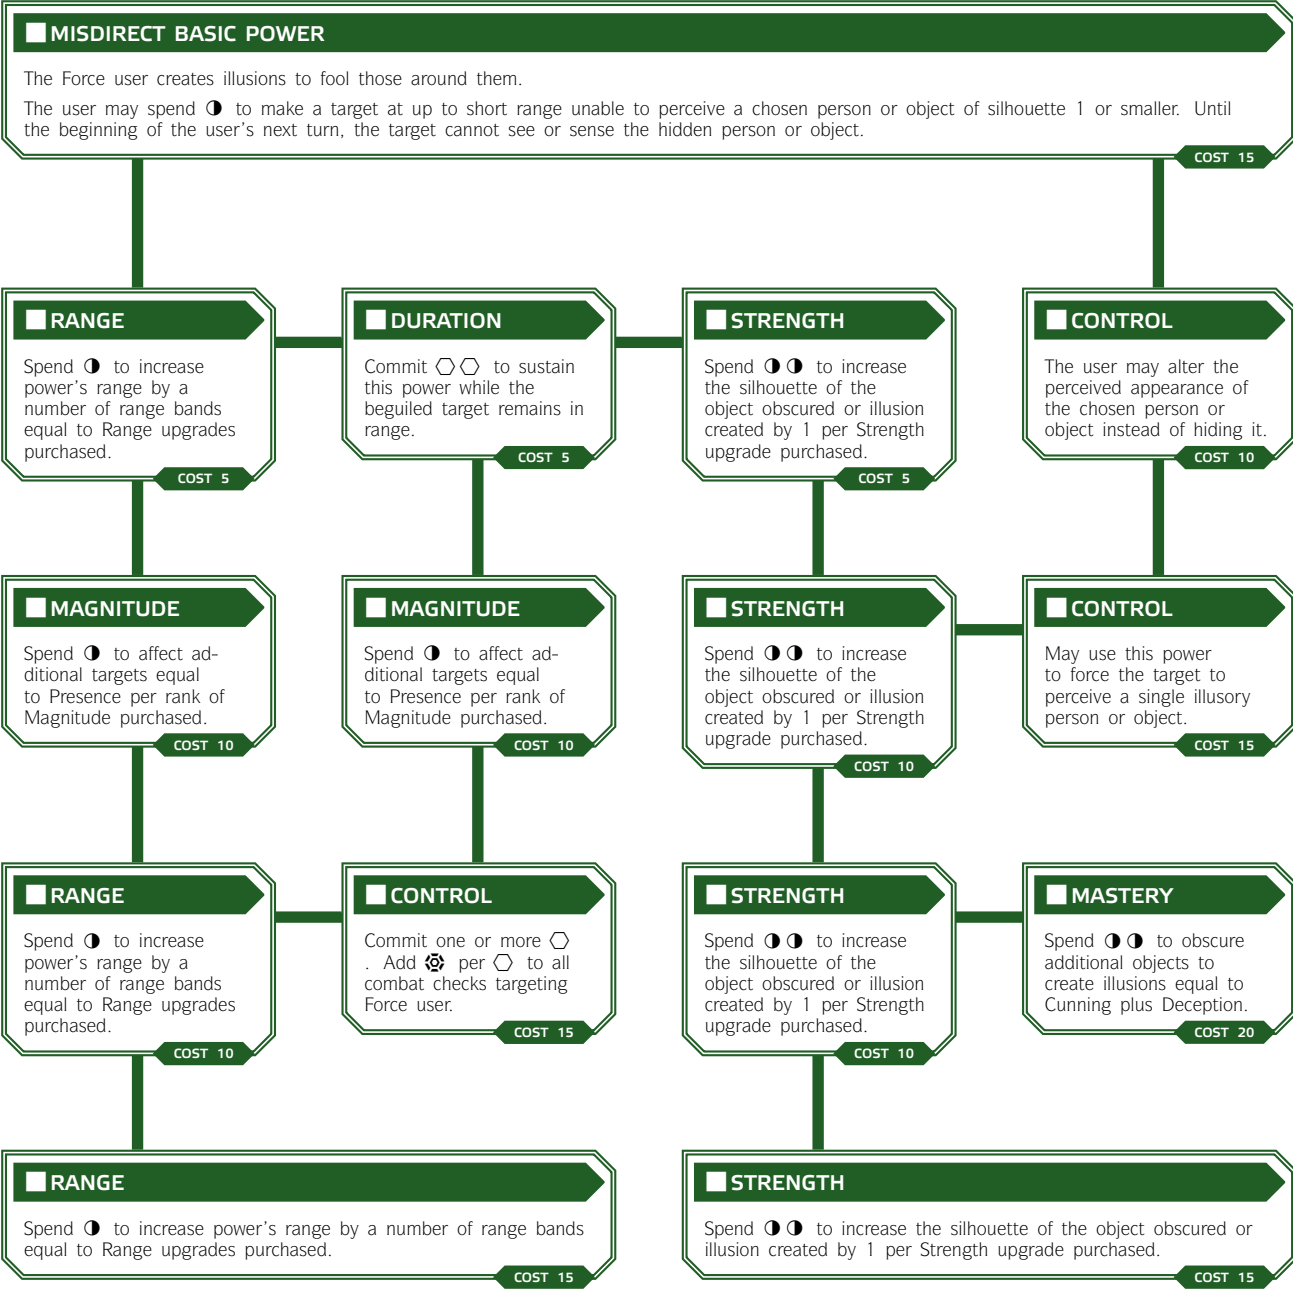 MISDIRECT BASIC POWER
The Force user creates illusions to fool those around them.
The user may spend ◑ to make a target at up to short range unable to perceive a chosen person or object of silhouette 1 or smaller. Until
the beginning of the user's next turn, the target cannot see or sense the hidden person or object.
COST 15
RANGE
Spend ◑ to increase
power's range by a
number of range bands
equal to Range upgrades
purchased.
COST 5
DURATION
Commit ⬡⬡ to sustain
this power while the
beguiled target remains in
range.
COST 5
STRENGTH
Spend ◑◑ to increase
the silhouette of the
object obscured or illusion
created by 1 per Strength
upgrade purchased.
COST 5
CONTROL
The user may alter the
perceived appearance of
the chosen person or
object instead of hiding it.
COST 10
MAGNITUDE
Spend ◑ to affect ad-
ditional targets equal
to Presence per rank of
Magnitude purchased.
COST 10
MAGNITUDE
Spend ◑ to affect ad-
ditional targets equal
to Presence per rank of
Magnitude purchased.
COST 10
STRENGTH
Spend ◑◑ to increase
the silhouette of the
object obscured or illusion
created by 1 per Strength
upgrade purchased.
COST 10
CONTROL
May use this power
to force the target to
perceive a single illusory
person or object.
COST 15
RANGE
Spend ◑ to increase
power's range by a
number of range bands
equal to Range upgrades
purchased.
COST 10
CONTROL
Commit one or more ⬡
. Add per ⬡ to all
combat checks targeting
Force user.
COST 15
STRENGTH
Spend ◑◑ to increase
the silhouette of the
object obscured or illusion
created by 1 per Strength
upgrade purchased.
COST 10
MASTERY
Spend ◑◑ to obscure
additional objects to
create illusions equal to
Cunning plus Deception.
COST 20
RANGE
Spend ◑ to increase power's range by a number of range bands
equal to Range upgrades purchased.
COST 15
STRENGTH
Spend ◑◑ to increase the silhouette of the object obscured or
illusion created by 1 per Strength upgrade purchased.
COST 15